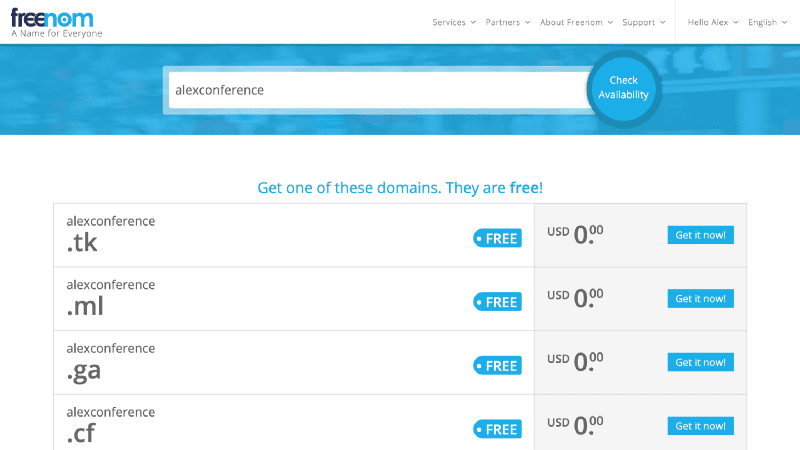 freenom
A Name for Everyone
Services Partners About Freenom Support Hello Alex English
alexconference
Check
Availability
Get one of these domains. They are free!
alexconference
.tk
FREE
USD 0.00
Get it now!
alexconference
.ml
FREE
USD 0.00
Get it now!
alexconference
.ga
FREE
USD 0.00
Get it now!
alexconference
.cf
FREE
USD 0.00
Get it now!